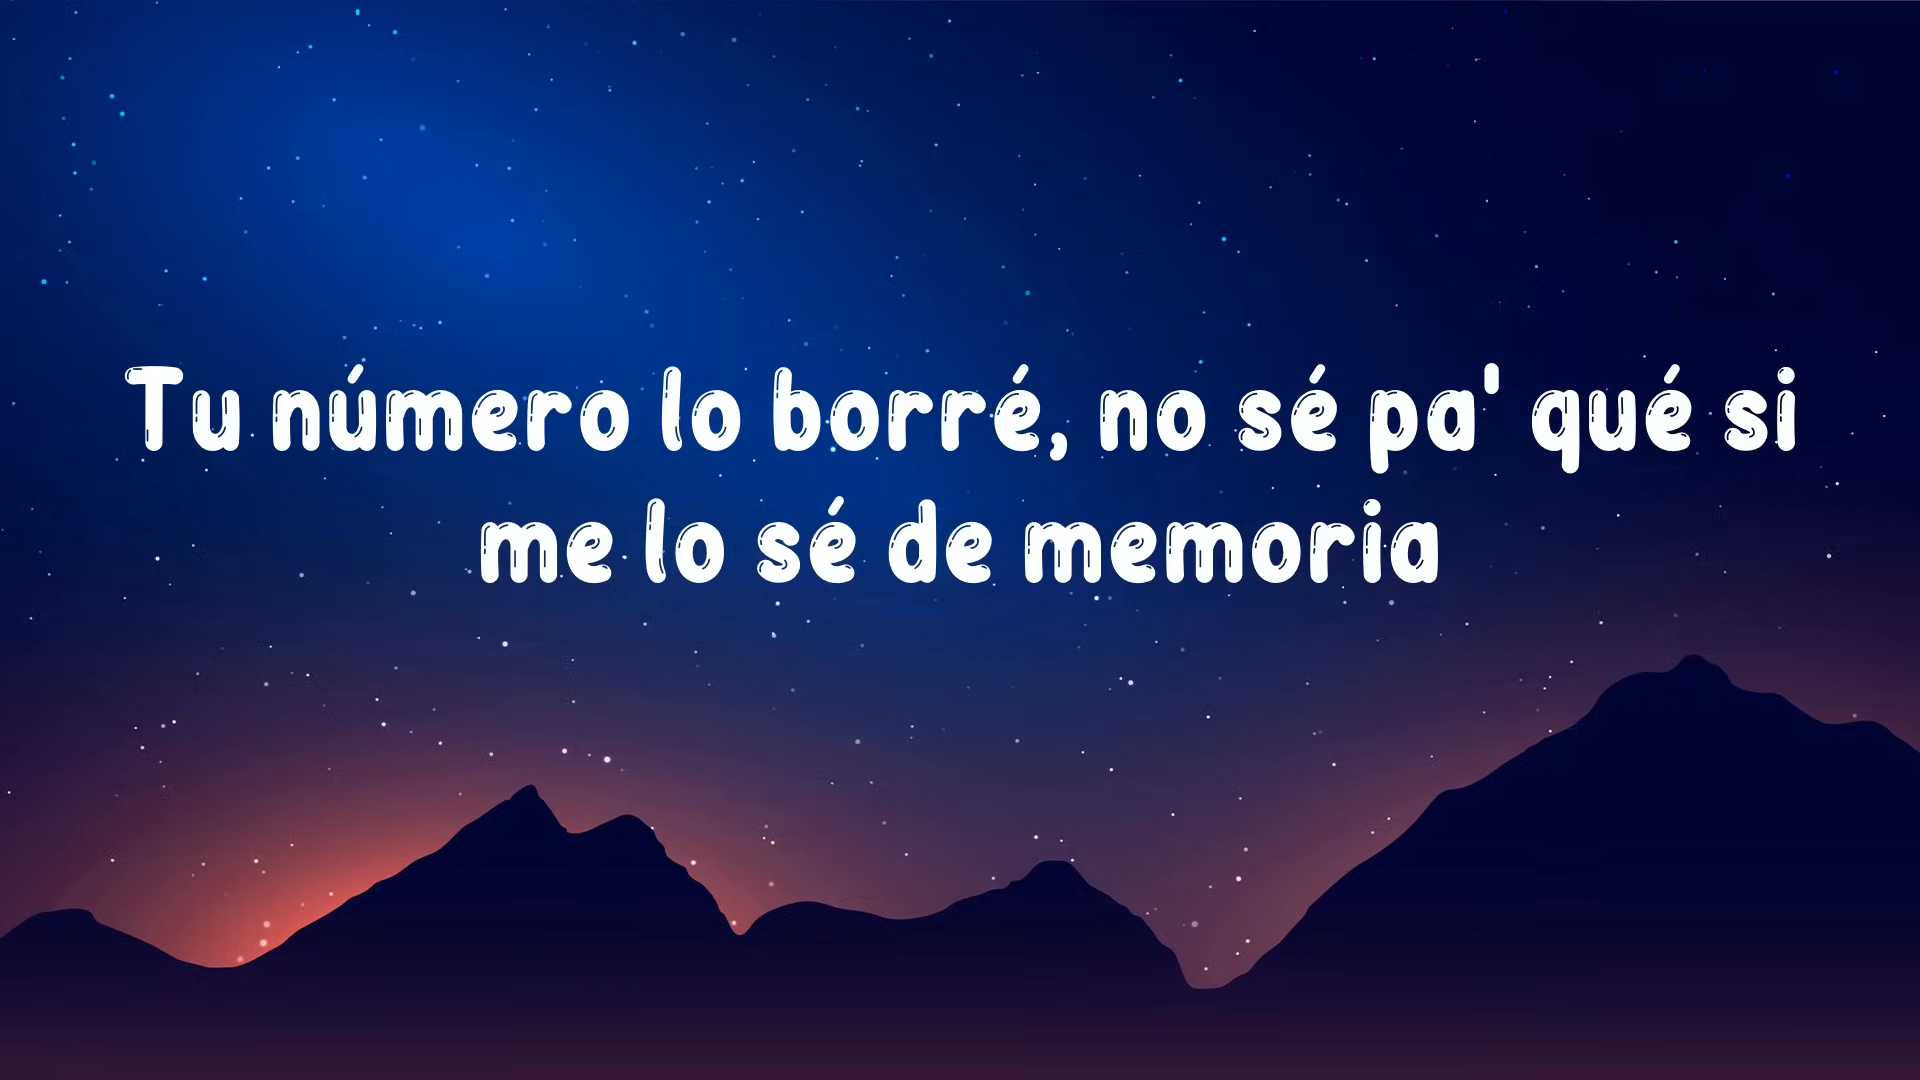 Tu número lo borré, no sé pa' qué si
me lo sé de memoria